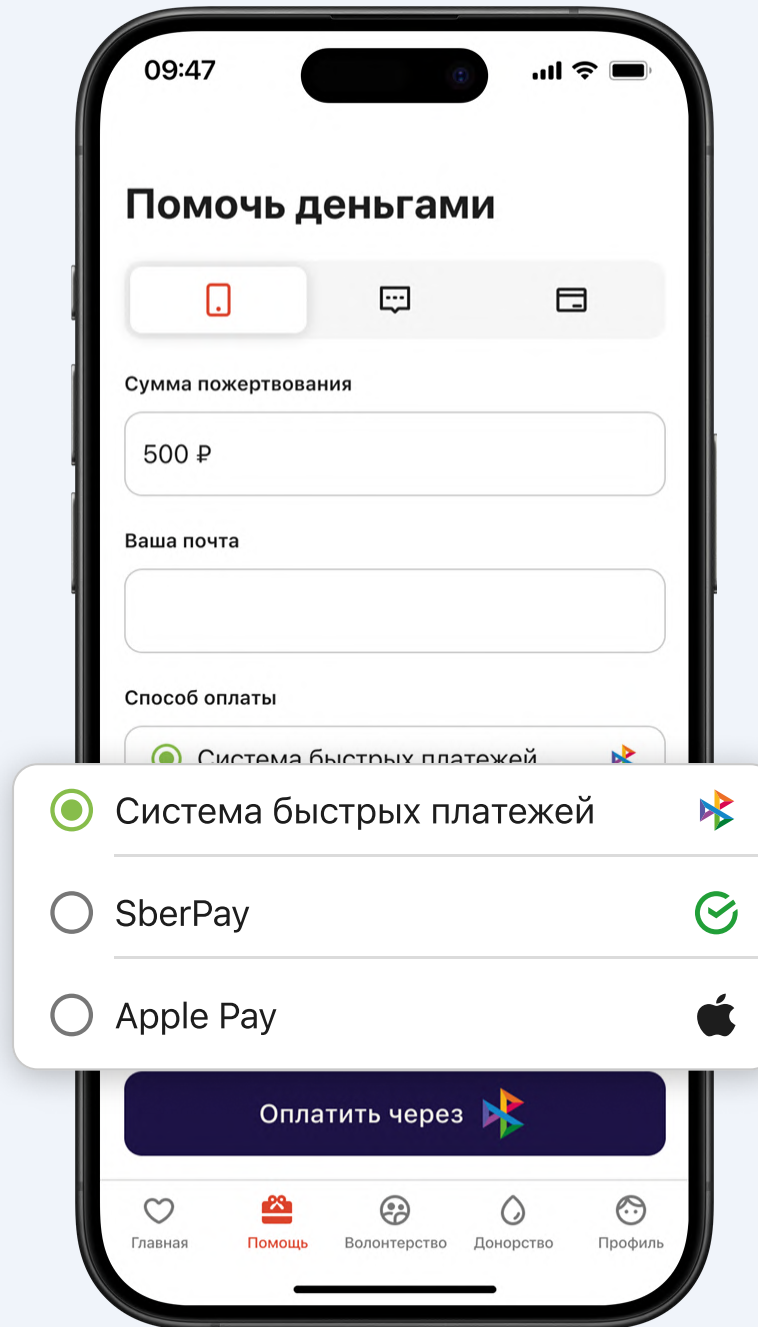 09:47
Помочь деньгами
Сумма пожертвования
500 ₽
Ваша почта
Способ оплаты
Система быстрых платежей
Система быстрых платежей
SberPay
Apple Pay
Оплатить через
Главная
Помощь
Волонтерство
Донорство
Профиль